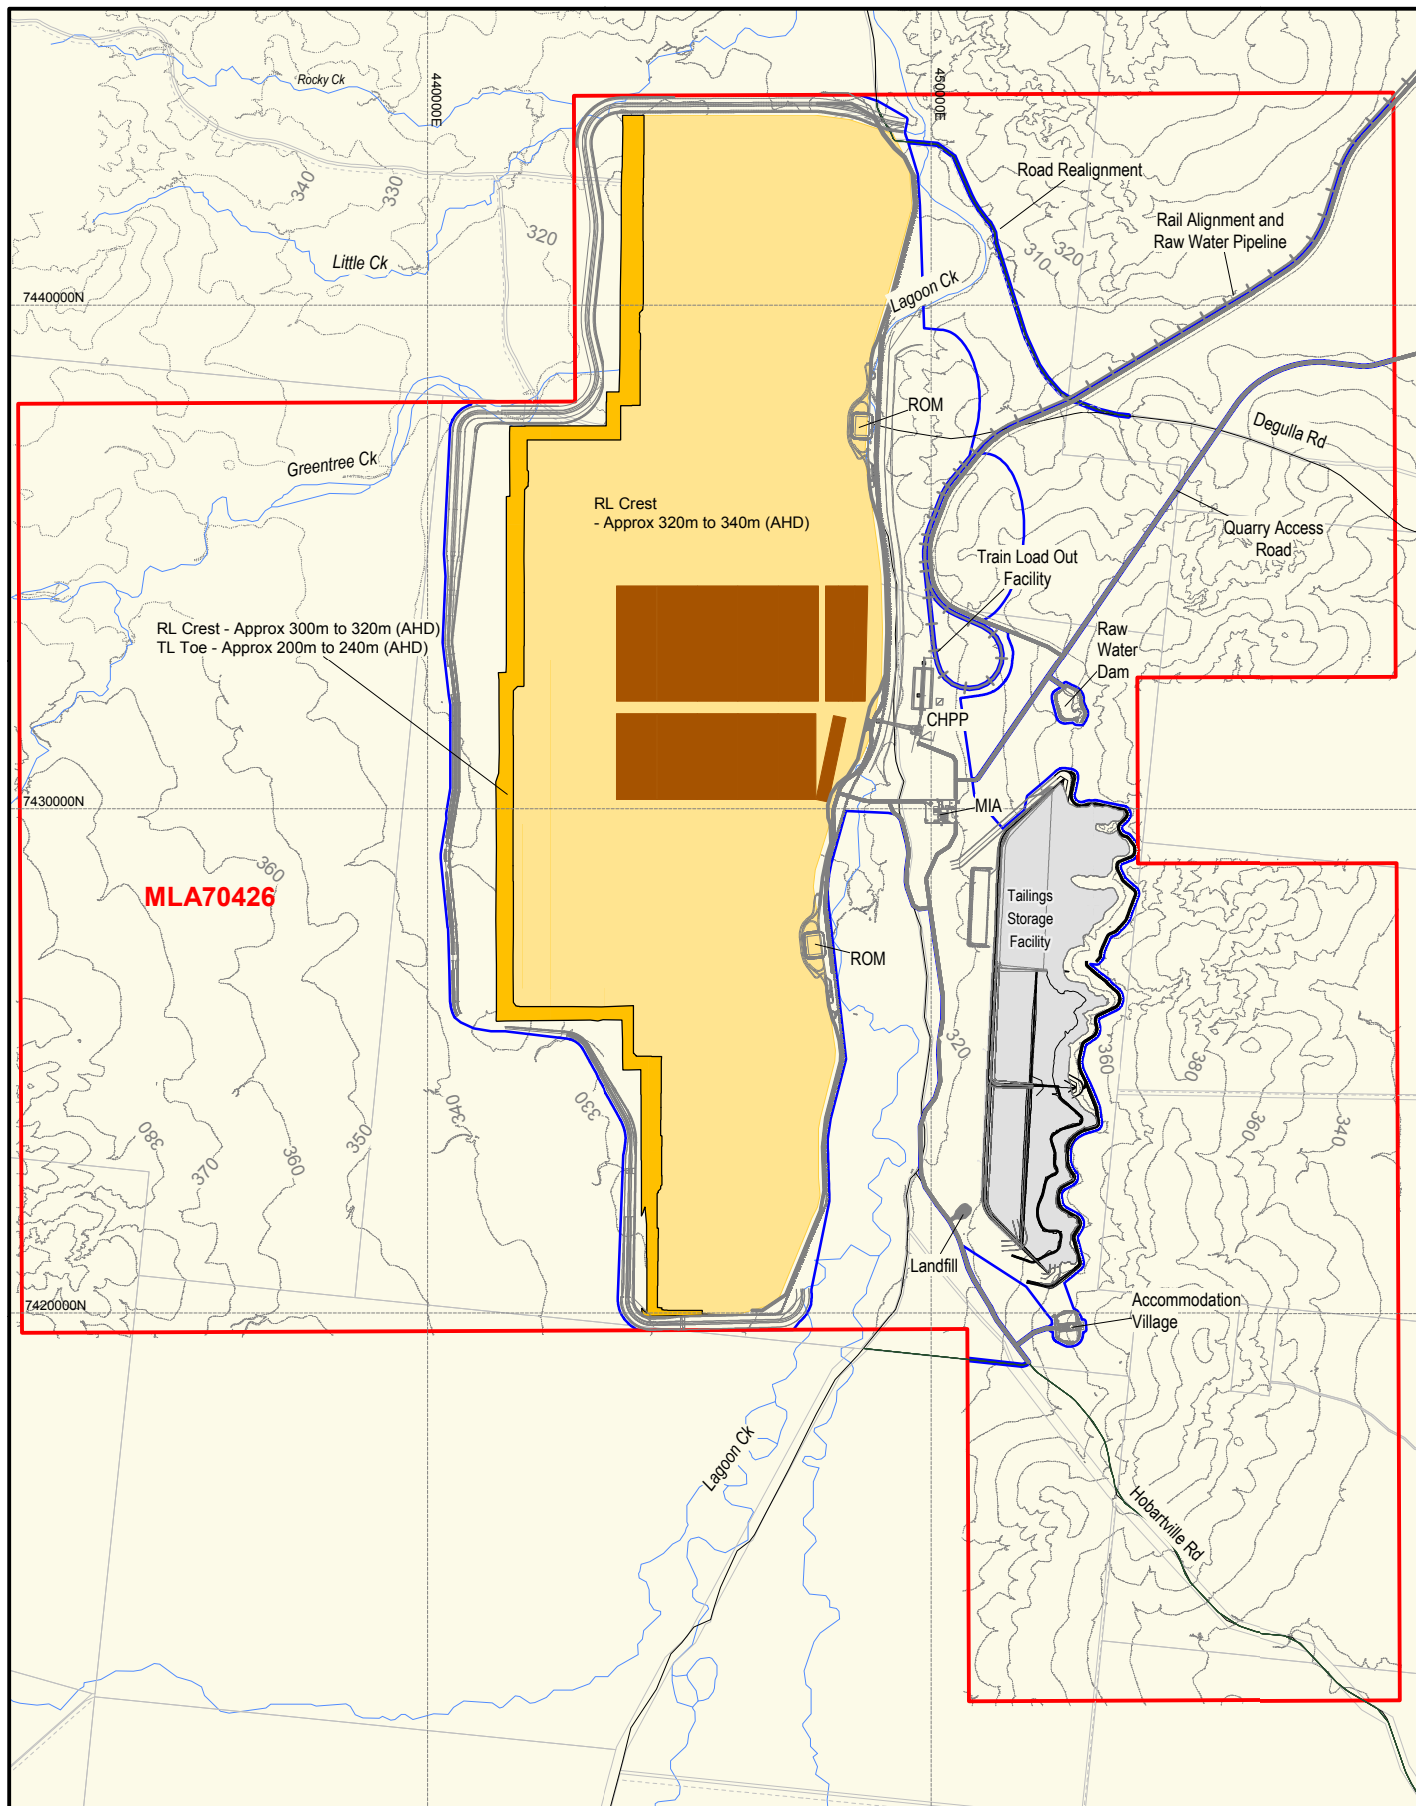 Rocky Ck
440000E
450000E
Road Realignment
340
330
320
Rail Alignment and
Raw Water Pipeline
Little Ck
310
320
7440000N
Lagoon Ck
ROM
Degulla Rd
Greentree Ck
RL Crest
- Approx 320m to 340m (AHD)
Quarry Access
Road
Train Load Out
Facility
RL Crest - Approx 300m to 320m (AHD)
TL Toe - Approx 200m to 240m (AHD)
Raw
Water
Dam
CHPP
7430000N
MIA
360
MLA70426
Tailings
Storage
Facility
ROM
320
360
380
340
330
380
370
360
350
360
340
Landfill
7420000N
Accommodation
Village
Lagoon Ck
Hobartville Rd